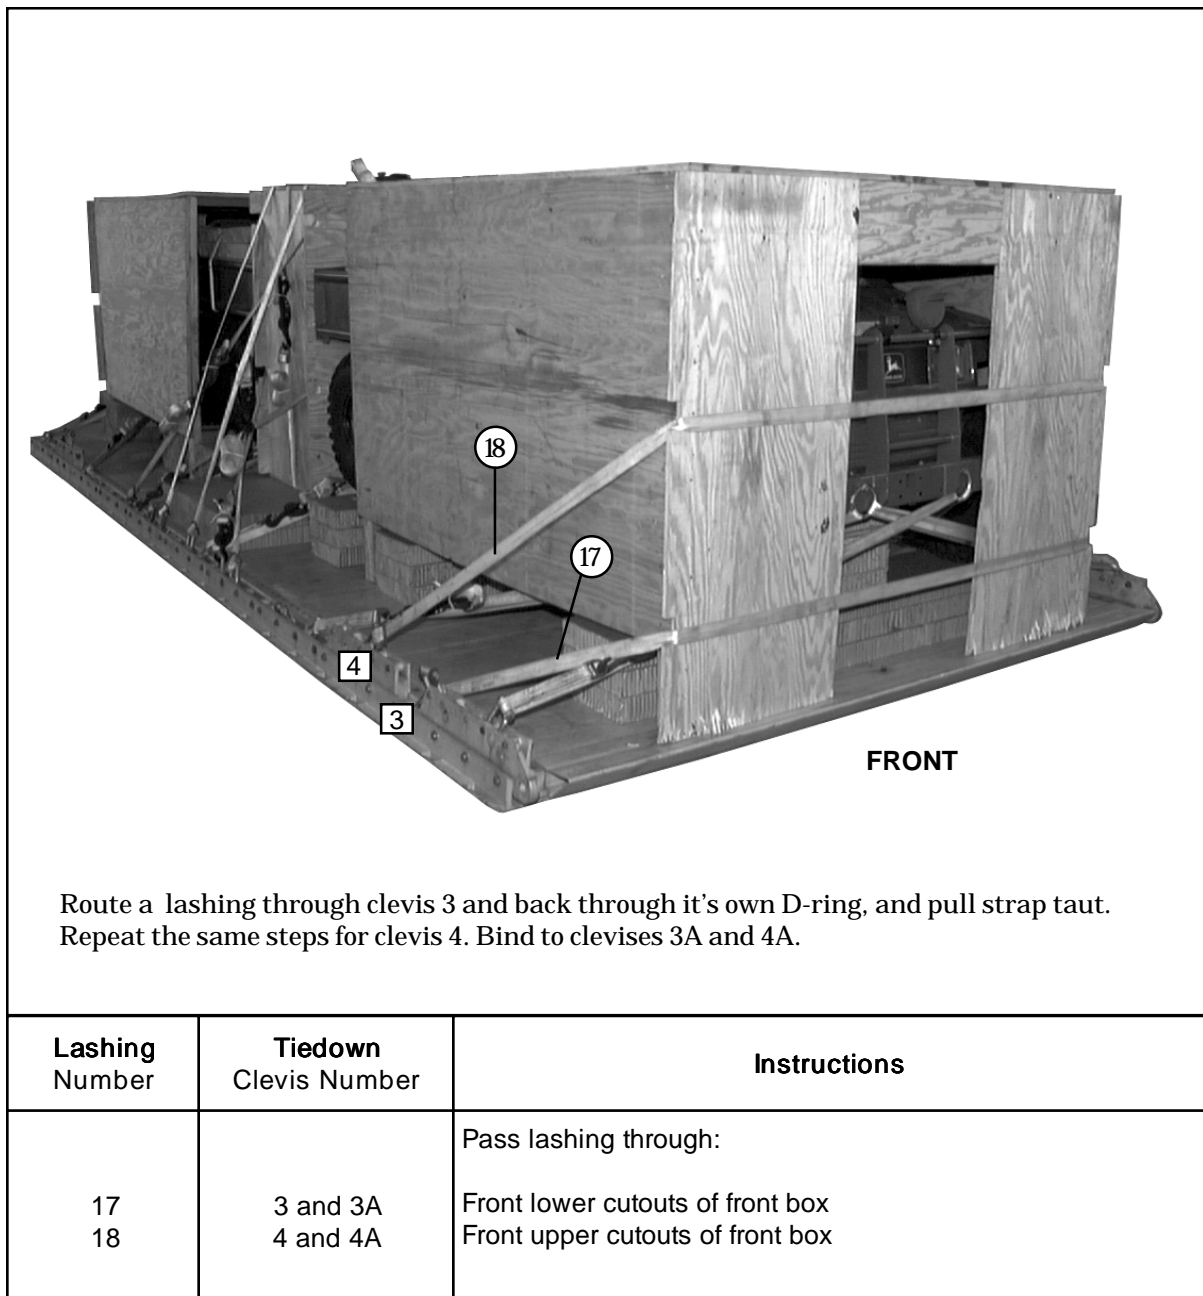 18
17
4
3
FRONT
Route a lashing through clevis 3 and back through it's own D-ring, and pull strap taut.
Repeat the same steps for clevis 4. Bind to clevises 3A and 4A.
Lashing Number
Tiedown Clevis Number
Instructions
Pass lashing through:
17 3 and 3A Front lower cutouts of front box
18 4 and 4A Front upper cutouts of front box